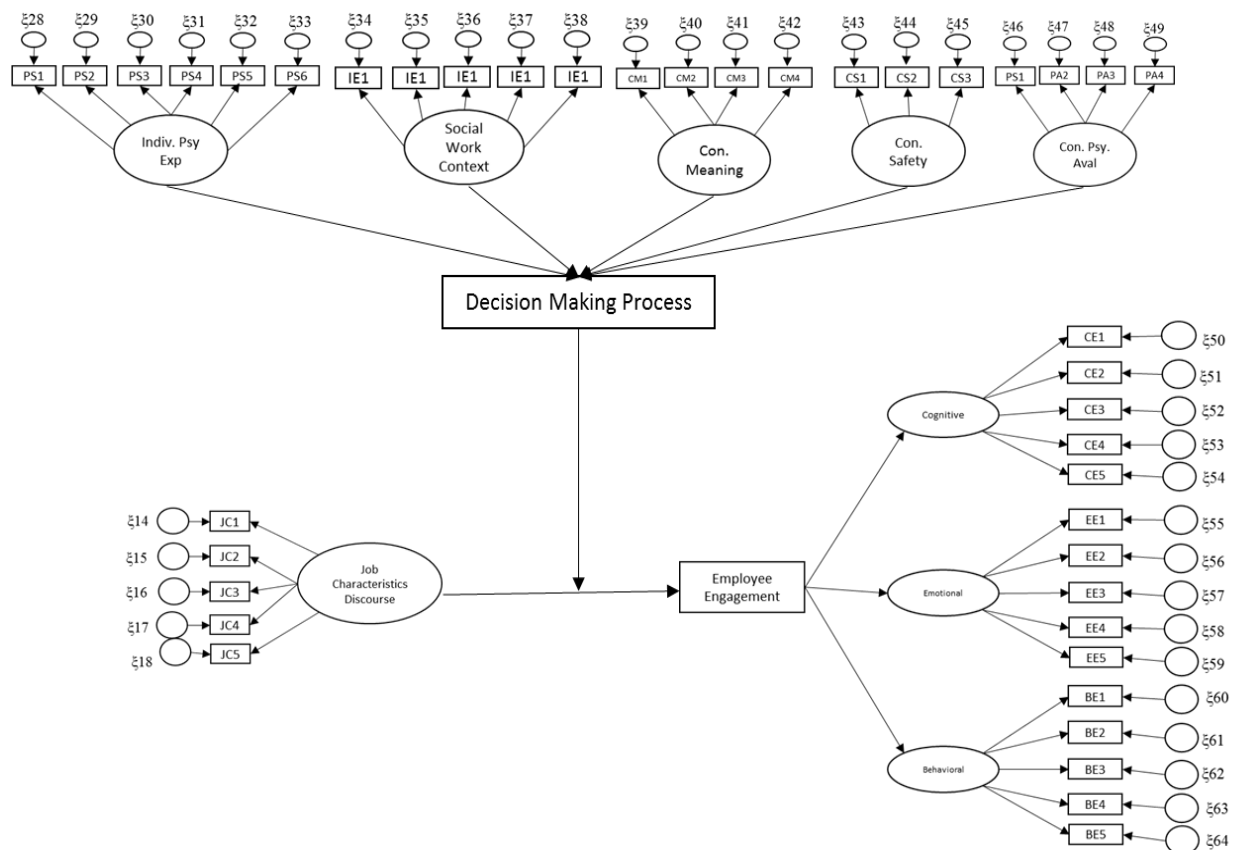 ξ28 ξ29 ξ30 ξ31 ξ32 ξ33 ξ34 ξ35 ξ36 ξ37 ξ38 ξ39 ξ40 ξ41 ξ42 ξ43 ξ44 ξ45 ξ46 ξ47 ξ48 ξ49
PS1 PS2 PS3 PS4 PS5 PS6 IE1 IE1 IE1 IE1 IE1 CM1 CM2 CM3 CM4 CS1 CS2 CS3 PS1 PA2 PA3 PA4
Indiv. Psy
Exp
Social
Work
Context
Con.
Meaning
Con.
Safety
Con. Psy.
Aval
Decision Making Process
CE1 ξ50
CE2 ξ51
Cognitive
CE3 ξ52
CE4 ξ53
CE5 ξ54
ξ14 JC1
ξ15 JC2
ξ16 JC3
ξ17 JC4
ξ18 JC5
Job
Characteristics
Discourse
Employee
Engagement
EE1 ξ55
EE2 ξ56
Emotional
EE3 ξ57
EE4 ξ58
EE5 ξ59
BE1 ξ60
BE2 ξ61
Behavioral
BE3 ξ62
BE4 ξ63
BE5 ξ64